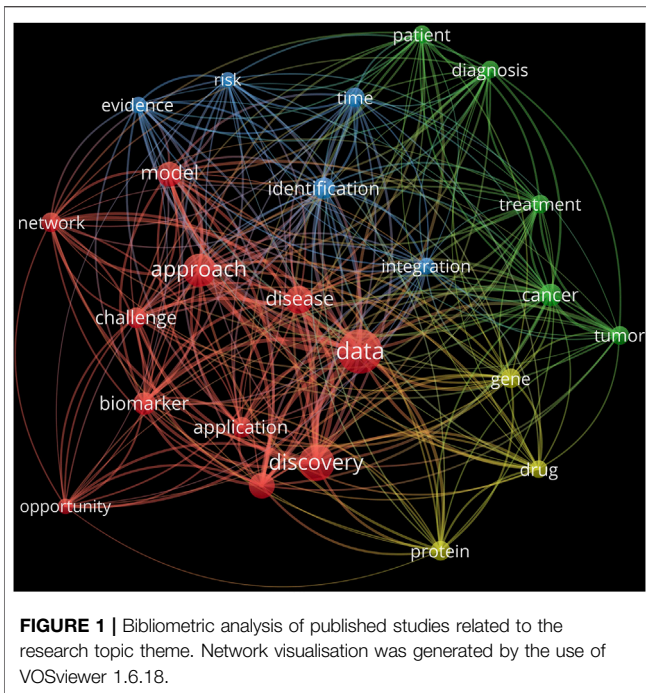 patient
diagnosis
risk
time
evidence
model
identification
treatment
network
approach
integration
disease
cancer
challenge
tumor
data
gene
biomarker
application
discovery
drug
opportunity
protein
FIGURE 1 | Bibliometric analysis of published studies related to the
research topic theme. Network visualisation was generated by the use of
VOSviewer 1.6.18.